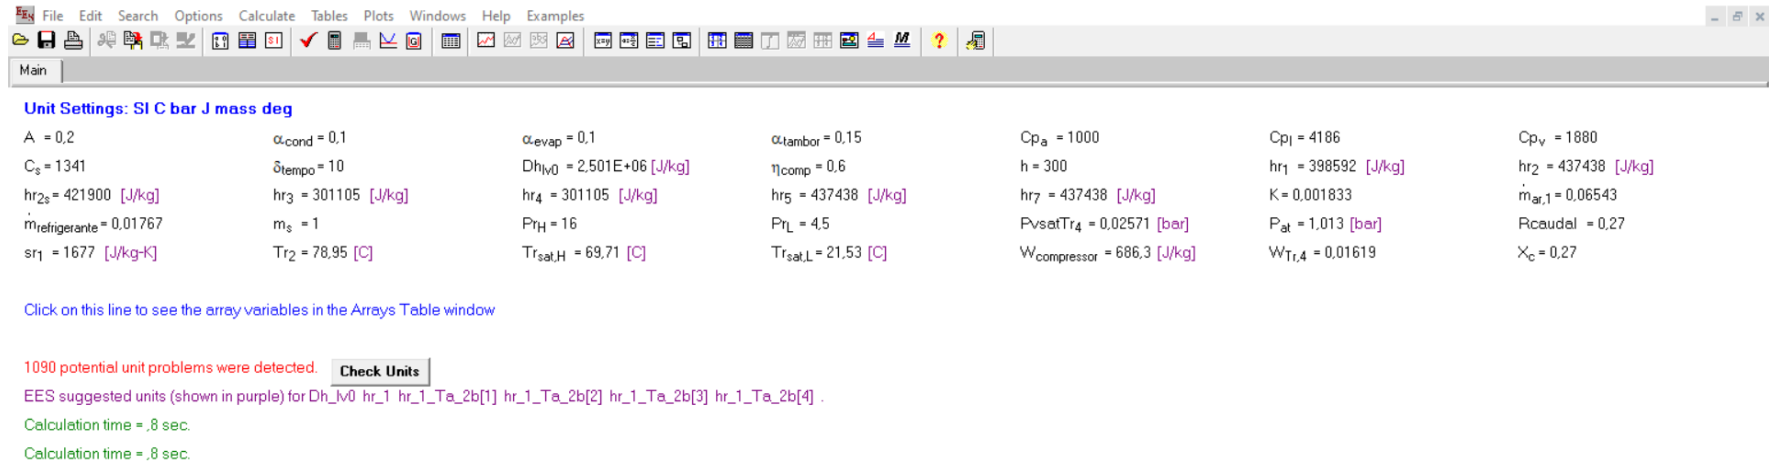 File Edit Search Options Calculate Tables Plots Windows Help Examples
Main
Unit Settings: SI C bar J mass deg
A = 0,2 αcond = 0,1 αevap = 0,1 αtambor = 0,15 Cpa = 1000 Cpl = 4186 Cpv = 1880
Cs = 1341 δtempo = 10 Dhlv0 = 2,501E+06 [J/kg] ηcomp = 0,6 h = 300 hr1 = 398592 [J/kg] hr2 = 437438 [J/kg]
hr2s = 421900 [J/kg] hr3 = 301105 [J/kg] hr4 = 301105 [J/kg] hr5 = 437438 [J/kg] hr7 = 437438 [J/kg] K = 0,001833 ṁar,1 = 0,06543
ṁrefrigerante = 0,01767 ms = 1 PrH = 16 PrL = 4,5 PvsatTr4 = 0,02571 [bar] Pat = 1,013 [bar] Rcaudal = 0,27
sr1 = 1677 [J/kg-K] Tr2 = 78,95 [C] Trsat,H = 69,71 [C] Trsat,L = 21,53 [C] Wcompressor = 686,3 [J/kg] WTr,4 = 0,01619 Xc = 0,27
Click on this line to see the array variables in the Arrays Table window
1090 potential unit problems were detected. Check Units
EES suggested units (shown in purple) for Dh_lv0 hr_1 hr_1_Ta_2b[1] hr_1_Ta_2b[2] hr_1_Ta_2b[3] hr_1_Ta_2b[4] .
Calculation time = ,8 sec.
Calculation time = ,8 sec.